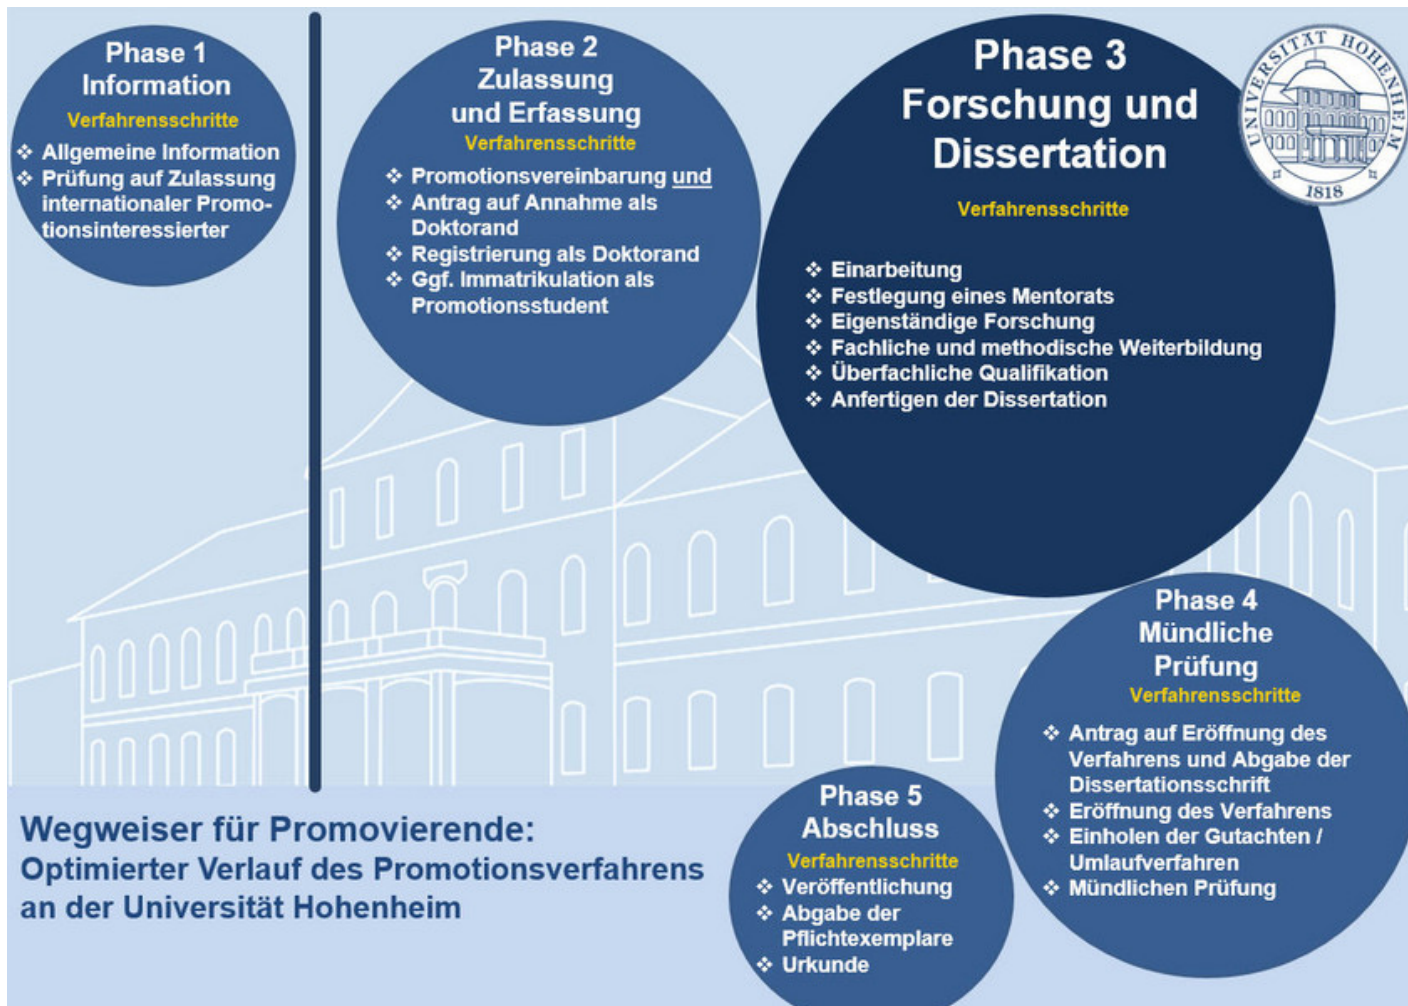 Phase 1
Information
Verfahrensschritte
❖ Allgemeine Information
❖ Prüfung auf Zulassung
internationaler Promo-
tionsinteressierter
Phase 2
Zulassung
und Erfassung
Verfahrensschritte
❖ Promotionsvereinbarung und
❖ Antrag auf Annahme als
Doktorand
❖ Registrierung als Doktorand
❖ Ggf. Immatrikulation als
Promotionsstudent
Phase 3
Forschung und
Dissertation
Verfahrensschritte
❖ Einarbeitung
❖ Festlegung eines Mentorats
❖ Eigenständige Forschung
❖ Fachliche und methodische Weiterbildung
❖ Überfachliche Qualifikation
❖ Anfertigen der Dissertation
UNIVERSITÄT HOHENHEIM
1818
Phase 4
Mündliche
Prüfung
Verfahrensschritte
❖ Antrag auf Eröffnung des
Verfahrens und Abgabe der
Dissertationsschrift
❖ Eröffnung des Verfahrens
❖ Einholen der Gutachten /
Umlaufverfahren
❖ Mündlichen Prüfung
Phase 5
Abschluss
Verfahrensschritte
❖ Veröffentlichung
❖ Abgabe der
Pflichtexemplare
❖ Urkunde
Wegweiser für Promovierende:
Optimierter Verlauf des Promotionsverfahrens
an der Universität Hohenheim